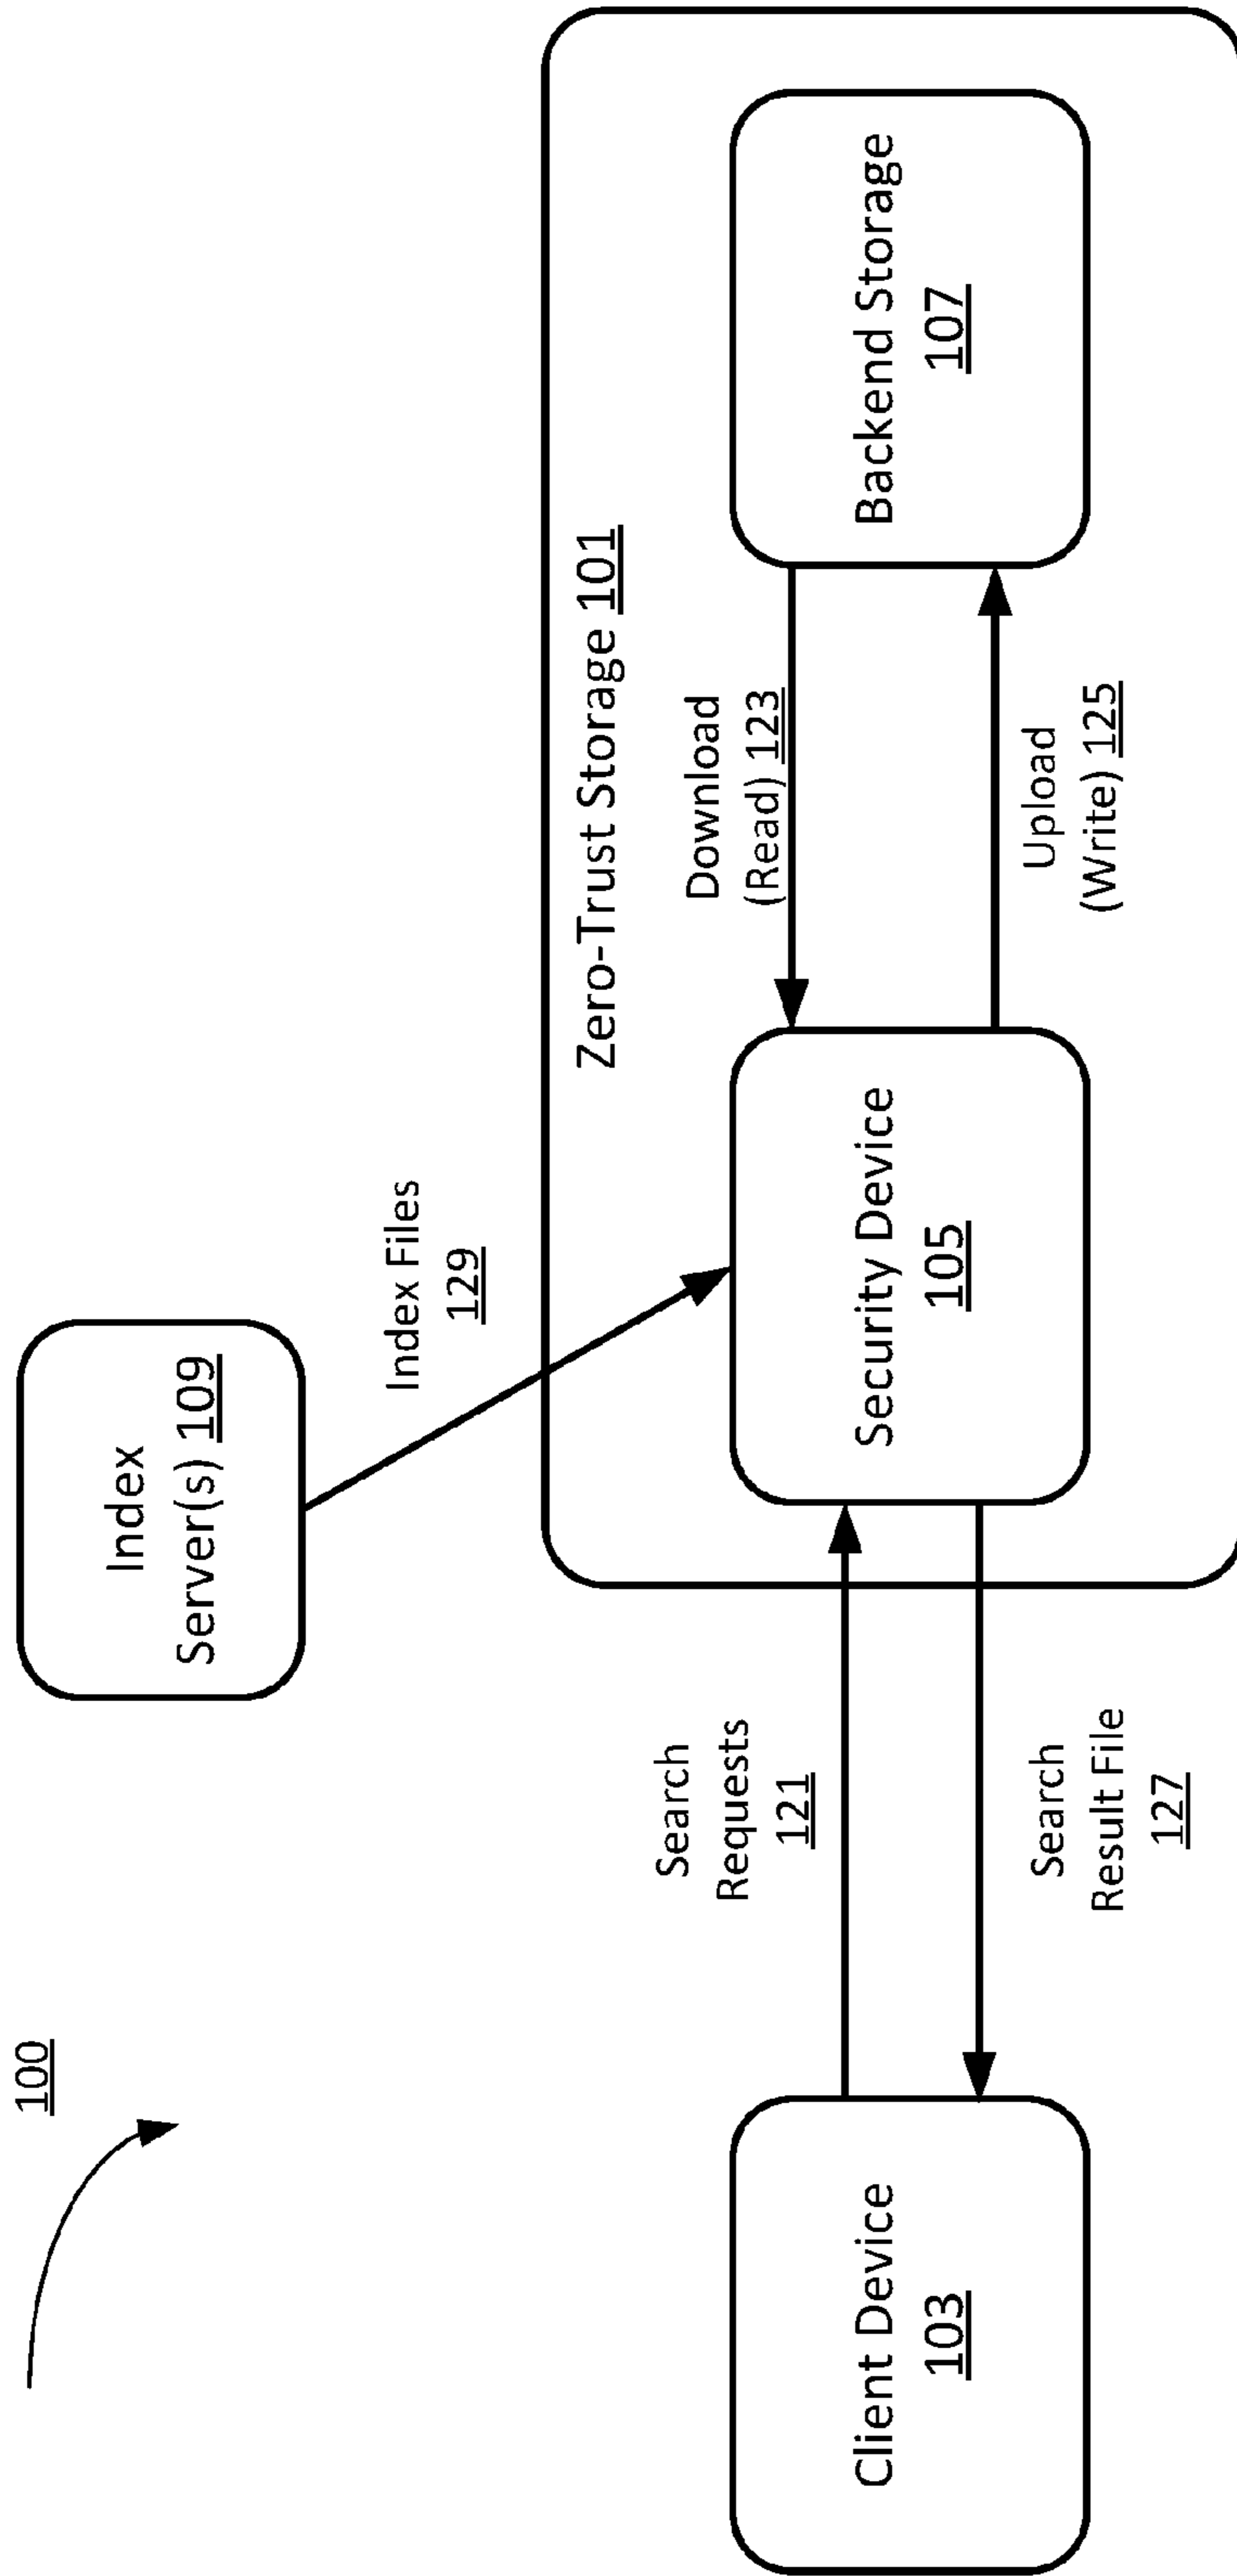 100
Index
Server(s) 109
Index Files
129
Zero-Trust Storage 101
Search
Requests
121
Download
(Read) 123
Client Device
103
Security Device
105
Backend Storage
107
Search
Result File
127
Upload
(Write) 125